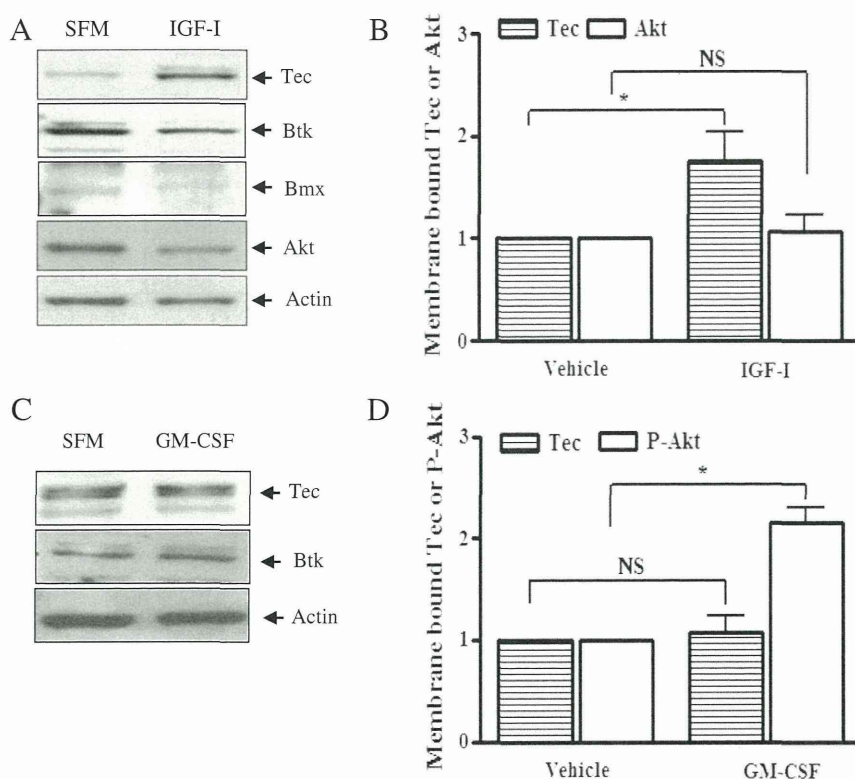 A
SFM IGF-I
Tec
Btk
Bmx
Akt
Actin
B
Tec Akt
Membrane bound Tec or Akt
3
2
1
0
*
NS
Vehicle IGF-I
C
SFM GM-CSF
Tec
Btk
Actin
D
Tec P-Akt
Membrane bound Tec or P-Akt
3
2
1
0
NS
*
Vehicle GM-CSF